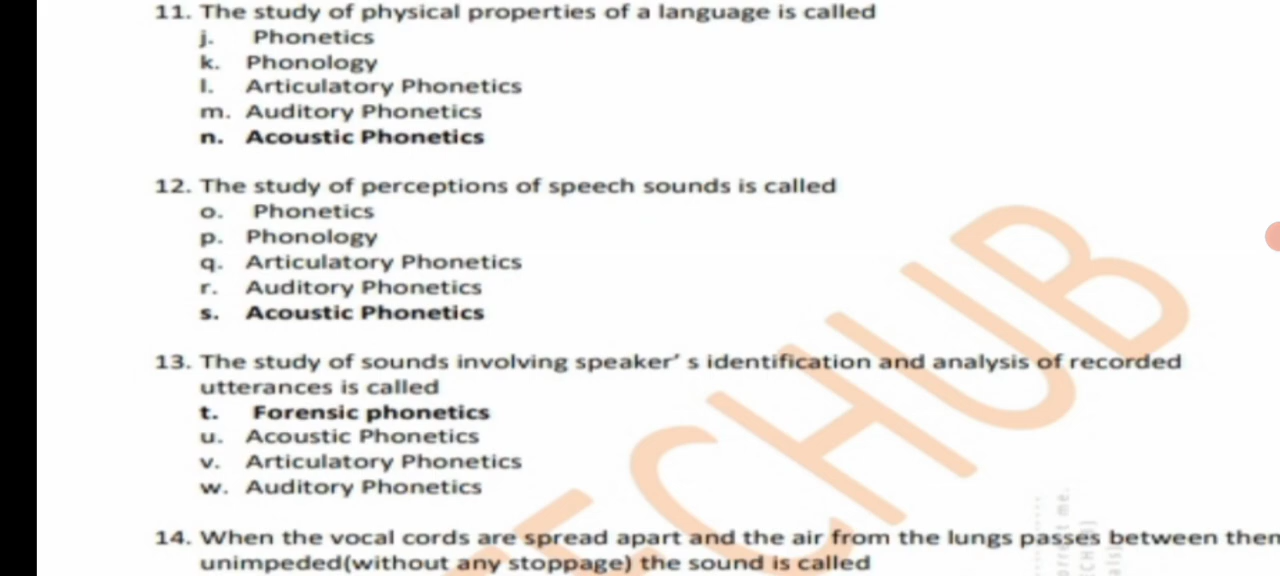 11. The study of physical properties of a language is called
j. Phonetics
k. Phonology
l. Articulatory Phonetics
m. Auditory Phonetics
n. Acoustic Phonetics
12. The study of perceptions of speech sounds is called
o. Phonetics
p. Phonology
q. Articulatory Phonetics
r. Auditory Phonetics
s. Acoustic Phonetics
13. The study of sounds involving speaker' s identification and analysis of recorded
utterances is called
t. Forensic phonetics
u. Acoustic Phonetics
v. Articulatory Phonetics
w. Auditory Phonetics
14. When the vocal cords are spread apart and the air from the lungs passes between them
unimpeded(without any stoppage) the sound is called
ECHUB